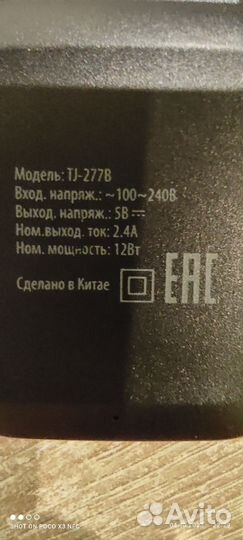 Модель: TJ-277B
Вход. напряж.: ~100~240В
Выход. напряж.: 5В
Ном.выход. ток: 2.4А
Ном. мощность: 12Вт
Сделано в Китае EAC
SHOT ON POCO X3 NFC
Avito